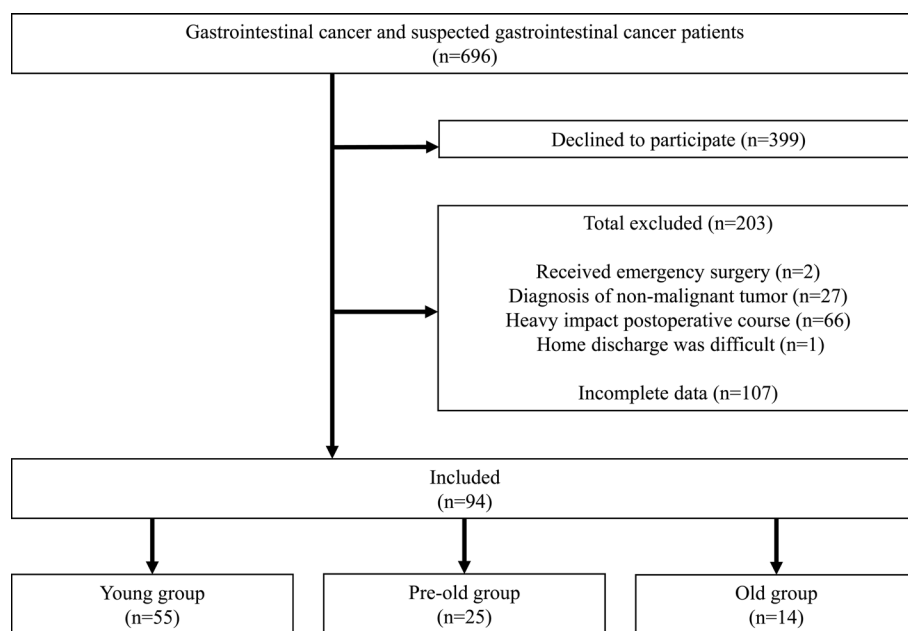 Gastrointestinal cancer and suspected gastrointestinal cancer patients
(n=696)
Declined to participate (n=399)
Total excluded (n=203)
Received emergency surgery (n=2)
Diagnosis of non-malignant tumor (n=27)
Heavy impact postoperative course (n=66)
Home discharge was difficult (n=1)
Incomplete data (n=107)
Included
(n=94)
Young group
(n=55)
Pre-old group
(n=25)
Old group
(n=14)